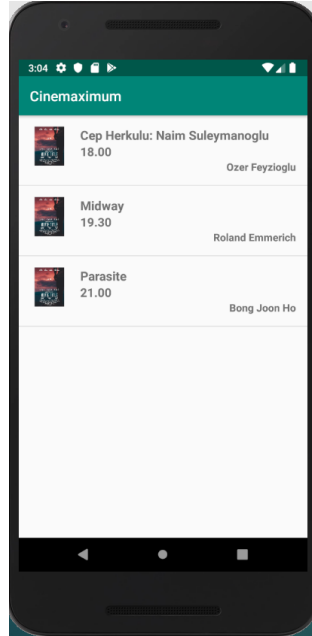 3:04
Cinemaximum
Cep Herkulu: Naim Suleymanoglu
18.00
Ozer Feyzioglu
Midway
19.30
Roland Emmerich
Parasite
21.00
Bong Joon Ho